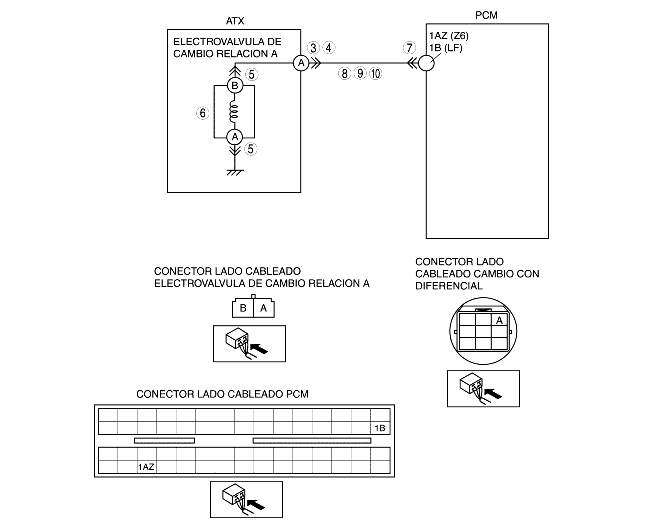 ATX
PCM
ELECTROVALVULA DE
CAMBIO RELACION A
3 4
7
1AZ (Z6)
1B (LF)
A
5
8 9 10
B
6
A
5
CONECTOR LADO
CABLEADO CAMBIO CON
DIFERENCIAL
CONECTOR LADO CABLEADO
ELECTROVALVULA DE CAMBIO RELACION A
B A
A
CONECTOR LADO CABLEADO PCM
1B
1AZ